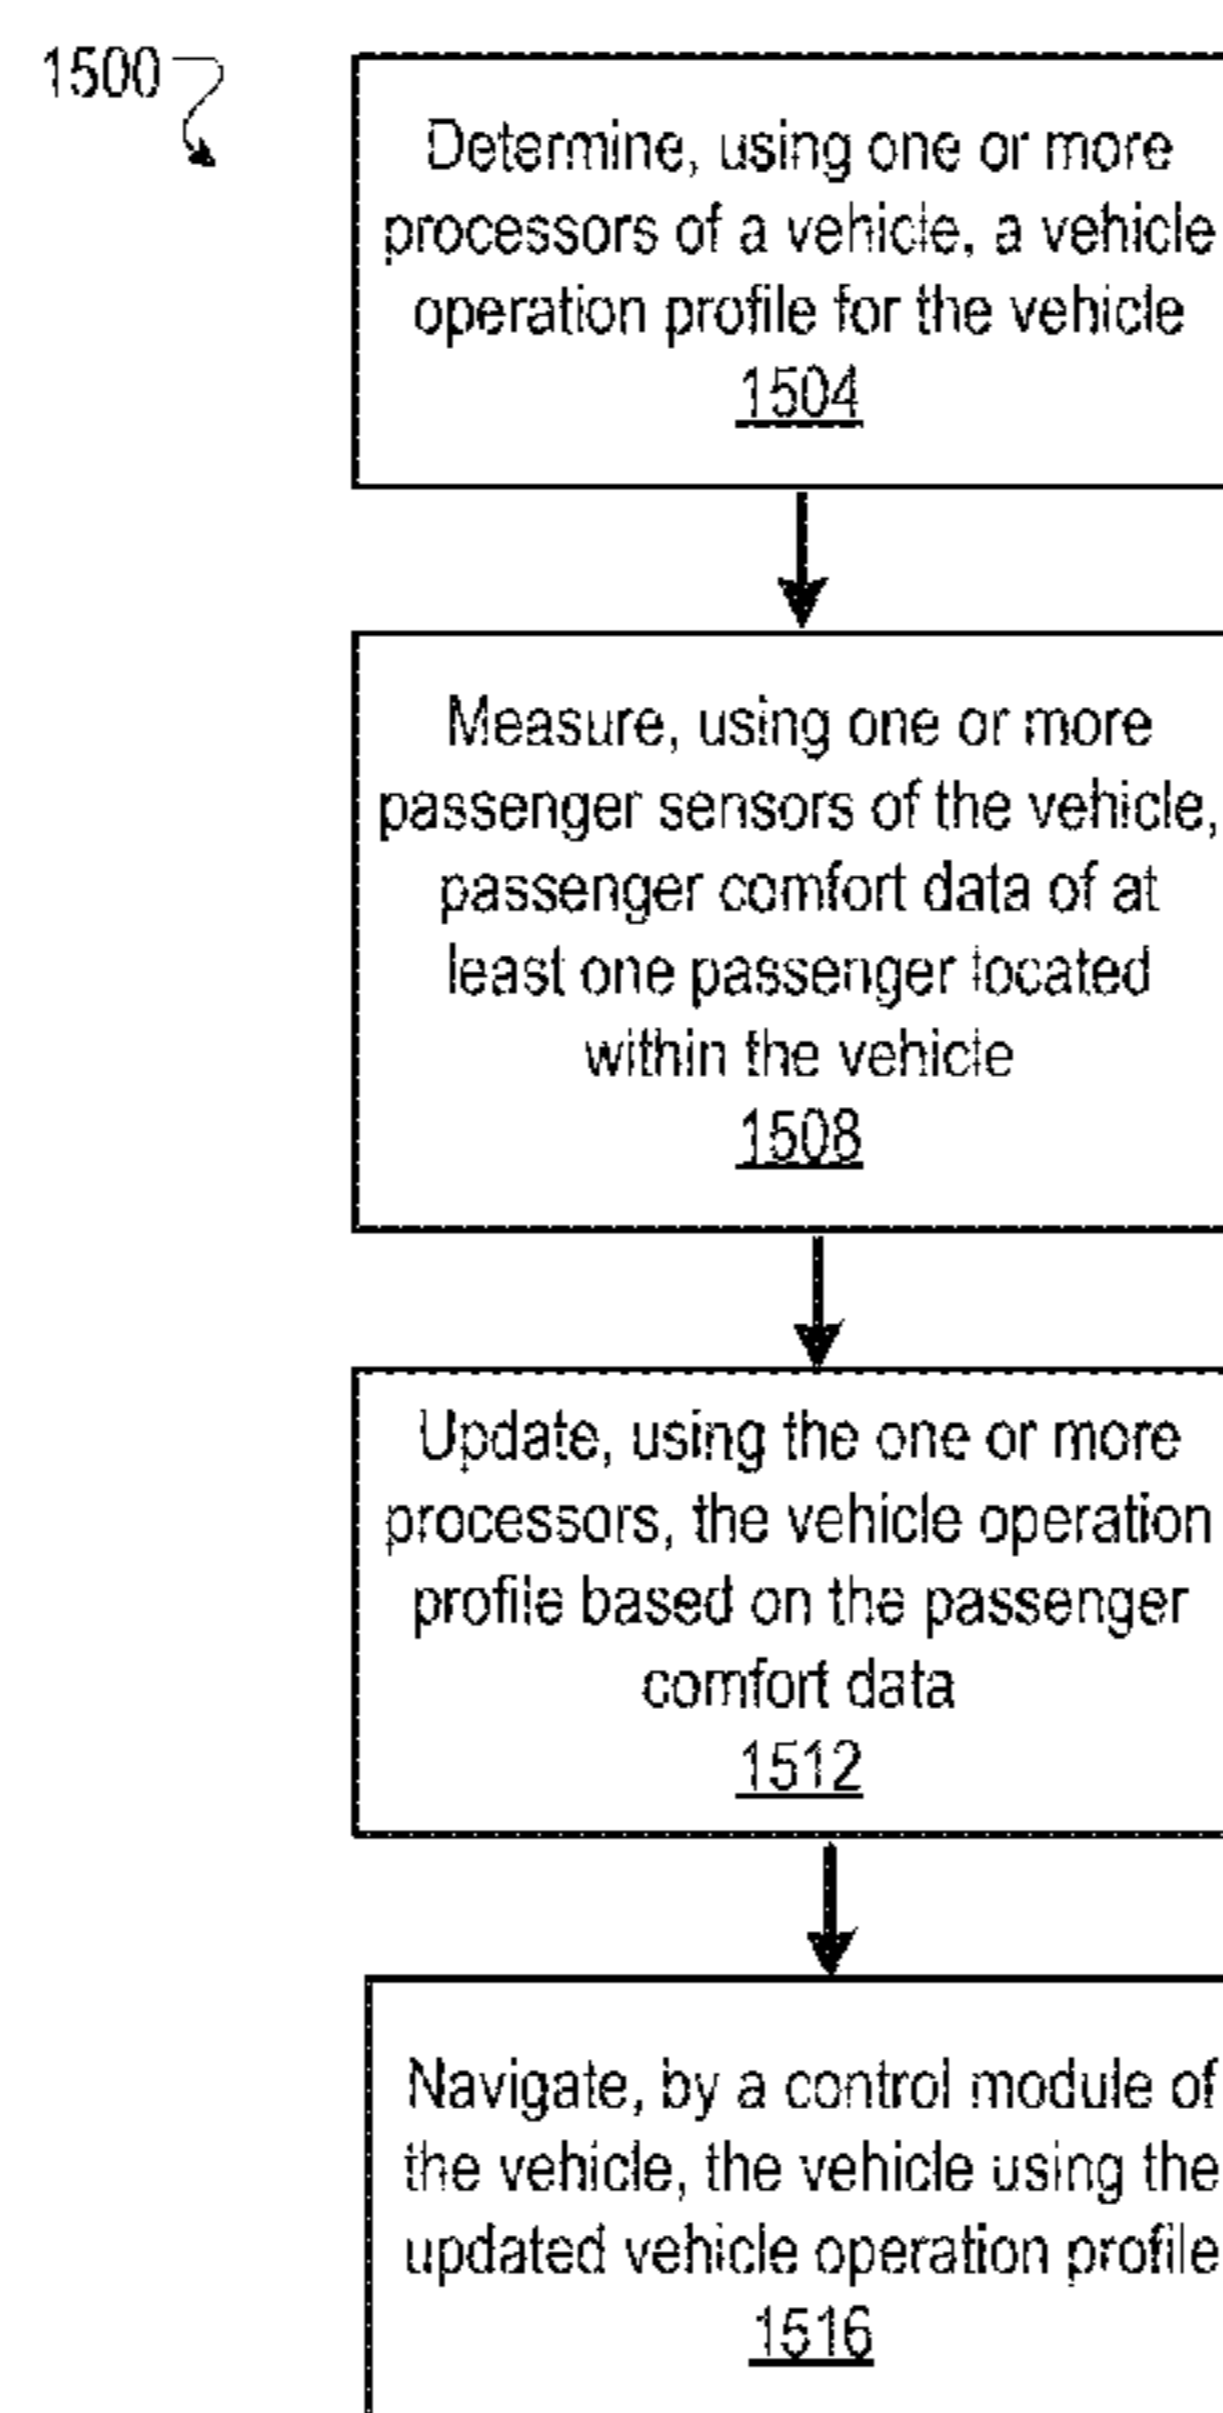 1500
Determine, using one or more
processors of a vehicle, a vehicle
operation profile for the vehicle
1504
Measure, using one or more
passenger sensors of the vehicle,
passenger comfort data of at
least one passenger located
within the vehicle
1508
Update, using the one or more
processors, the vehicle operation
profile based on the passenger
comfort data
1512
Navigate, by a control module of
the vehicle, the vehicle using the
updated vehicle operation profile
1516